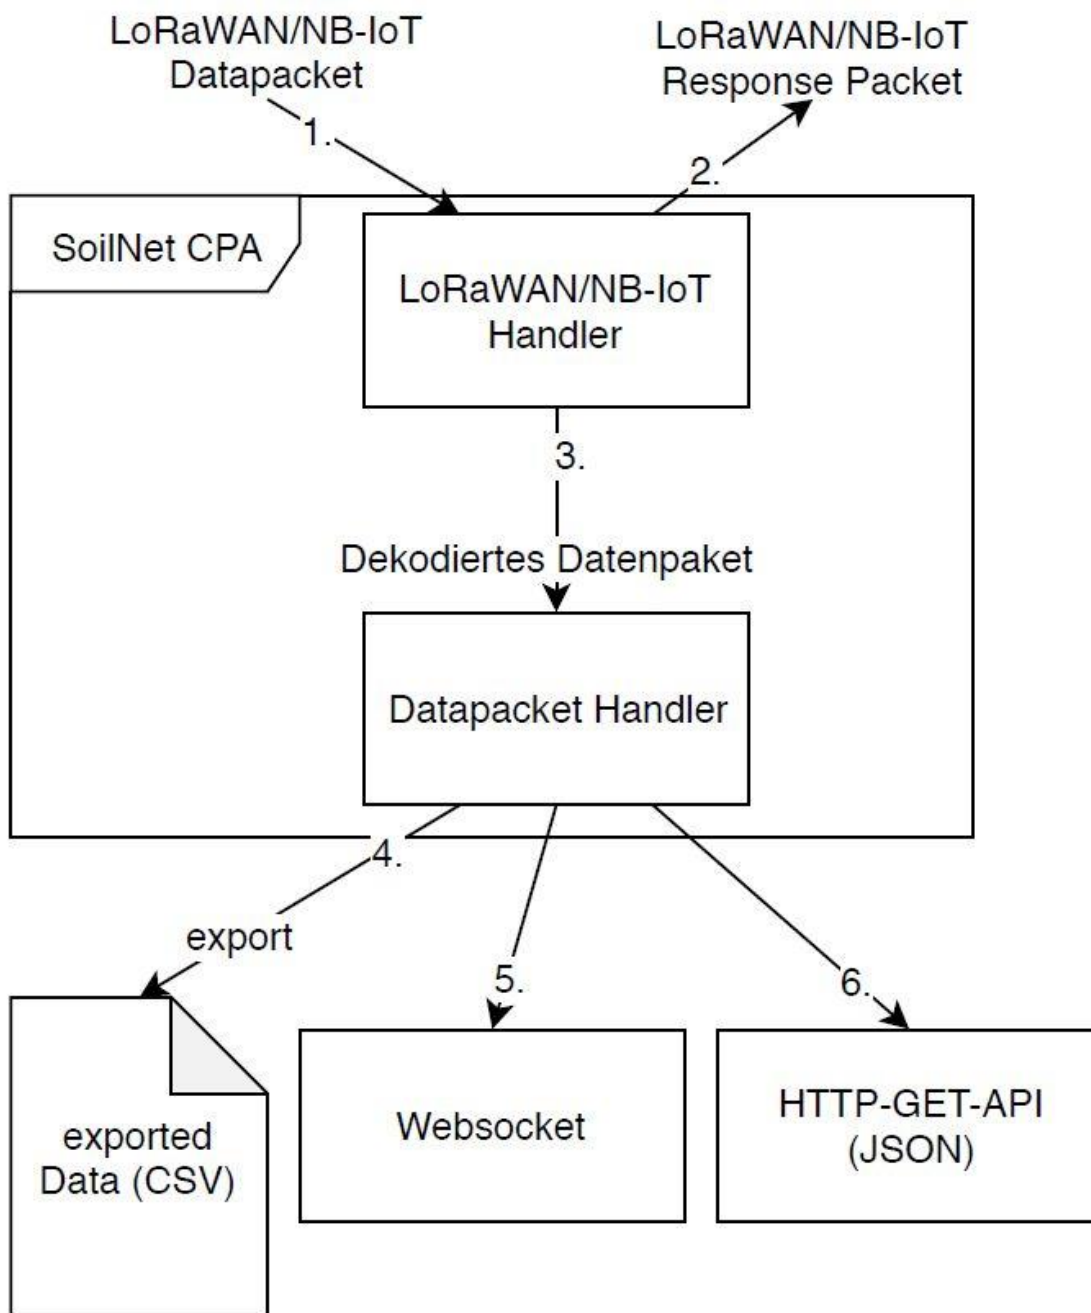 LoRaWAN/NB-IoT
Datapacket
LoRaWAN/NB-IoT
Response Packet
1.
2.
SoilNet CPA
LoRaWAN/NB-IoT
Handler
3.
Dekodiertes Datenpaket
Datapacket Handler
4.
export
5.
6.
exported
Data (CSV)
Websocket
HTTP-GET-API
(JSON)